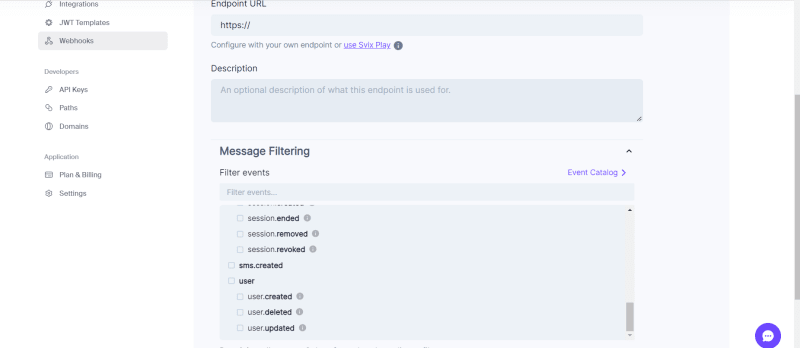 Integrations
JWT Templates
Webhooks
Developers
API Keys
Paths
Domains
Application
Plan & Billing
Settings
Endpoint URL
https://
Configure with your own endpoint or use Svix Play
Description
An optional description of what this endpoint is used for.
Message Filtering
Filter events
Event Catalog
Filter events...
session.ended
session.removed
session.revoked
sms.created
user
user.created
user.deleted
user.updated